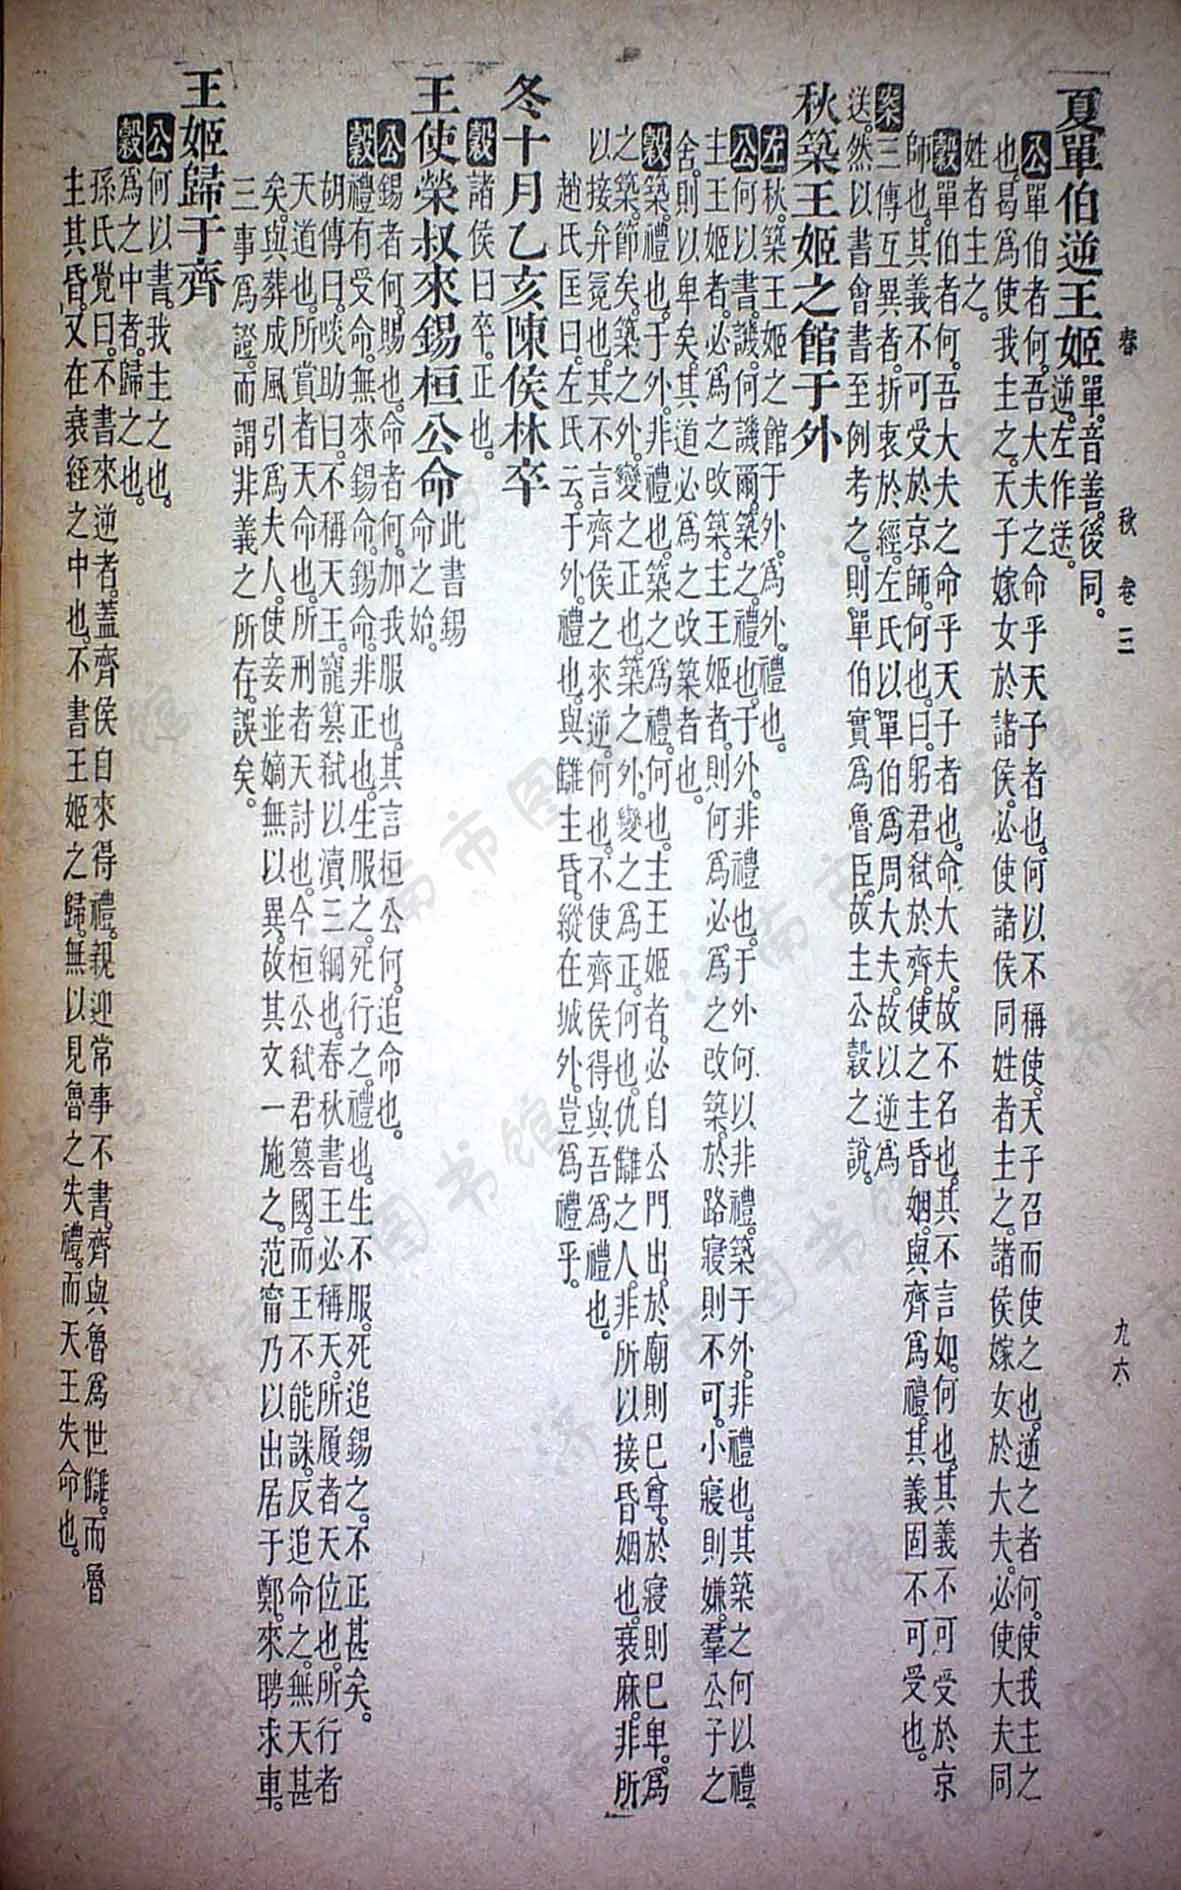 春秋 卷三 九六
夏單伯逆王姬 單音善後同。
逆左作送。
公 單伯者何。吾大夫之命乎天子者也。何以不稱使。天子召而使之也。逆之者何。使我主之
也。曷爲使我主之。天子嫁女於諸侯。必使諸侯同姓者主之。諸侯嫁女於大夫。必使大夫同
姓者主之。
穀 單伯者何。吾大夫之命乎天子者也。命大夫。故不名也。其不言如。何也。其義不可受於京
師也。其義不可受於京師。何也。曰。躬君弒於齊。使之主昏姻。與齊爲禮。其義固不可受也。
案 三傳互異者。折衷於經。左氏以單伯爲周大夫。故以逆爲
送。然以書會書至例考之。則單伯實爲魯臣。故主公穀之說。
秋築王姬之館于外
左 秋。築王姬之館于外。爲外。禮也。
公 何以書。譏。何譏爾。築之。禮也。于外。非禮也。于外何以非禮。築于外。非禮也。其築之何以禮。
主王姬者。必爲之改築。主王姬者。則何爲必爲之改築。於路寢則不可。小寢則嫌。羣公子之
舍。則以卑矣。其道必爲之改築者也。
穀 築。禮也。于外。非禮也。築之爲禮。何也。主王姬者。必自公門出。於廟則已尊。於寢則已卑。爲
之築。節矣。築之外。變之正也。築之外。變之爲正。何也。仇讎之人。非所以接昏姻也。衰麻。非所
以接弁冕也。其不言齊侯之來逆。何也。不使齊侯得與吾爲禮也。
趙氏匡曰。左氏云。于外。禮也。與讎主昏。縱在城外。豈爲禮乎。
冬十月乙亥陳侯林卒
穀 諸侯曰卒。正也。
王使榮叔來錫桓公命 此書錫
命之始。
公 錫者何。賜也。命者何。加我服也。其言桓公何。追命也。
穀 禮有受命。無來錫命。錫命。非正也。生服之。死行之。禮也。生不服。死追錫之。不正甚矣。
胡傳曰。啖助曰。不稱天王。寵篡弒以瀆三綱也。春秋書王必稱天。所履者天位也。所行者
天道也。所賞者天命也。所刑者天討也。今桓公弒君篡國。而王不能誅。反追命之。無天甚
矣。與葬成風引爲夫人。使妾並嫡無以異。故其文一施之。范甯乃以出居于鄭。來聘求車。
三事爲證。而謂非義之所存。誤矣。
王姬歸于齊
公 何以書。我主之也。
穀 爲之中者。歸之也。
孫氏覺曰。不書來逆者。蓋齊侯自來得禮。親迎常事不書。齊與魯爲世讎。而魯
主其昏。又在衰絰之中也。不書王姬之歸。無以見魯之失禮。而天王失命也。